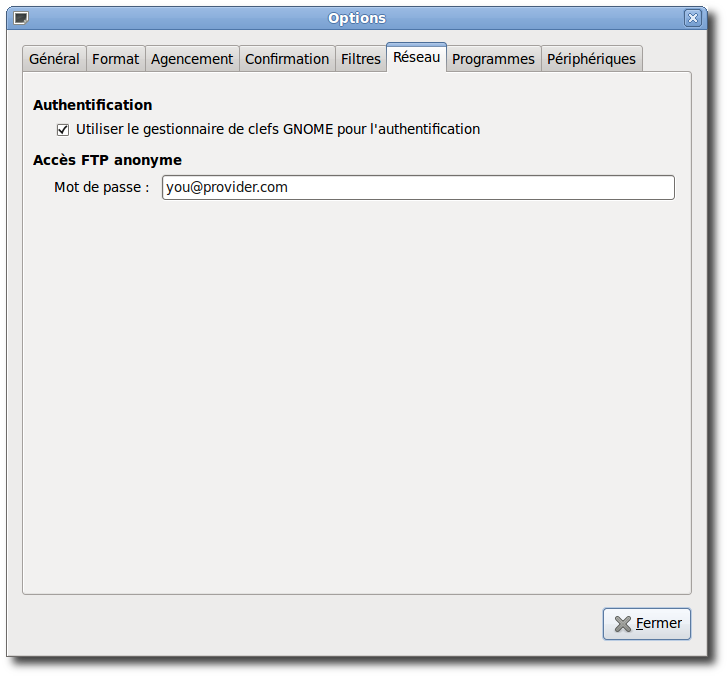 Options
Général Format Agencement Confirmation Filtres Réseau Programmes Périphériques
Authentification
Utiliser le gestionnaire de clefs GNOME pour l'authentification
Accès FTP anonyme
Mot de passe : you@provider.com
Fermer